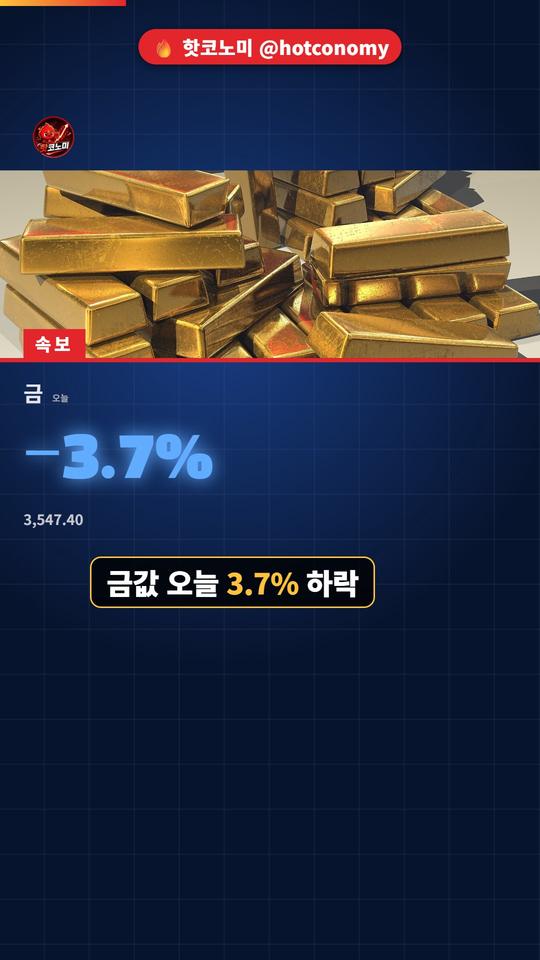 핫코노미 @hotconomy
핫코노미
속보
금 오늘
−3.7%
3,547.40
금값 오늘 3.7% 하락